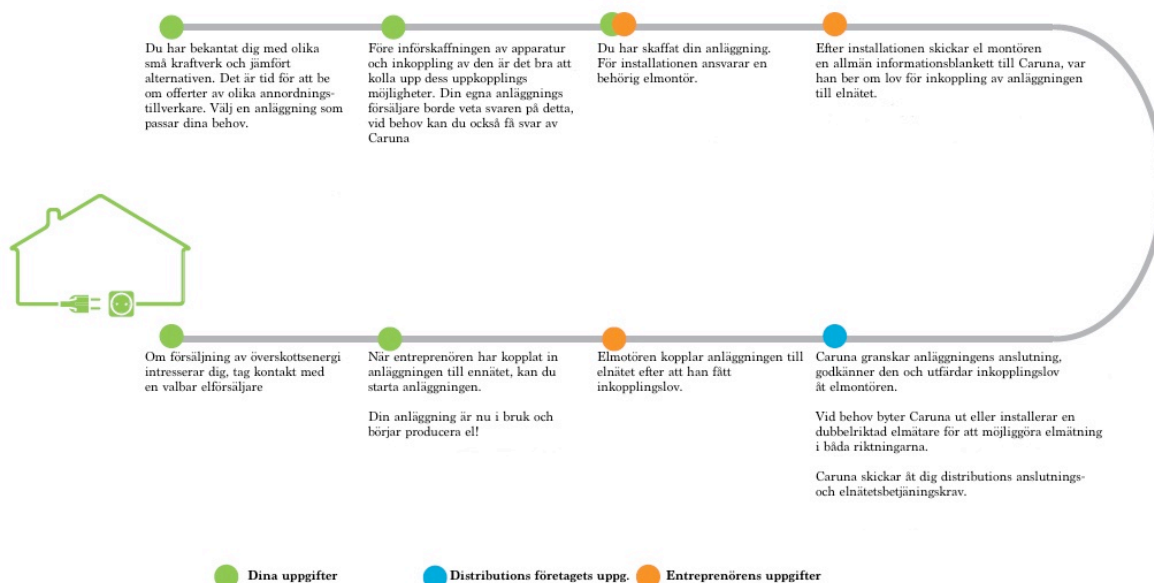 Du har bekantat dig med olika
små kraftverk och jämfört
alternativen. Det är tid för att be
om offerter av olika annordnings-
tillverkare. Välj en anläggning som
passar dina behov.
Före införskaffningen av apparatur
och inkoppling av den är det bra att
kolla upp dess uppkopplings
möjligheter. Din egna anläggnings
försäljare borde veta svaren på detta,
vid behov kan du också få svar av
Caruna
Du har skaffat din anläggning.
För installationen ansvarar en
behörig elmontör.
Efter installationen skickar el montören
en allmän informationsblankett till Caruna, var
han ber om lov för inkoppling av anläggningen
till elnätet.
Om försäljning av överskottsenergi
intresserar dig, tag kontakt med
en valbar elförsäljare
När entreprenören har kopplat in
anläggningen till ennätet, kan du
starta anläggningen.
Din anläggning är nu i bruk och
börjar producera el!
Elmotören kopplar anläggningen till
elnätet efter att han fått
inkopplingslov.
Caruna granskar anläggningens anslutning,
godkänner den och utfärdar inkopplingslov
åt elmontören.
Vid behov byter Caruna ut eller installerar en
dubbelriktad elmätare för att möjliggöra elmätning
i båda riktningarna.
Caruna skickar åt dig distributions anslutnings-
och elnätsbetjäningskrav.
Dina uppgifter
Distributions företagets uppg.
Entreprenörens uppgifter